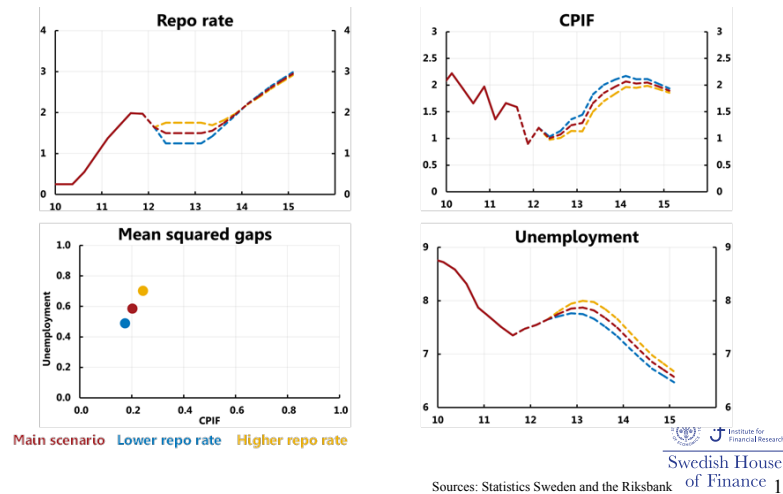 Repo rate
4
3
2
1
0
4
3
2
1
0
10 11 12 13 14 15
CPIF
3
2.5
2
1.5
1
0.5
0
3
2.5
2
1.5
1
0.5
0
10 11 12 13 14 15 16
Mean squared gaps
Unemployment
1.0
0.8
0.6
0.4
0.2
0.0
0.0 0.2 0.4 0.6 0.8 1.0
CPIF
Unemployment
9
8
7
6
9
8
7
6
10 11 12 13 14 15
Main scenario Lower repo rate Higher repo rate
Institute for
Financial Research
Swedish House
of Finance
Sources: Statistics Sweden and the Riksbank
1